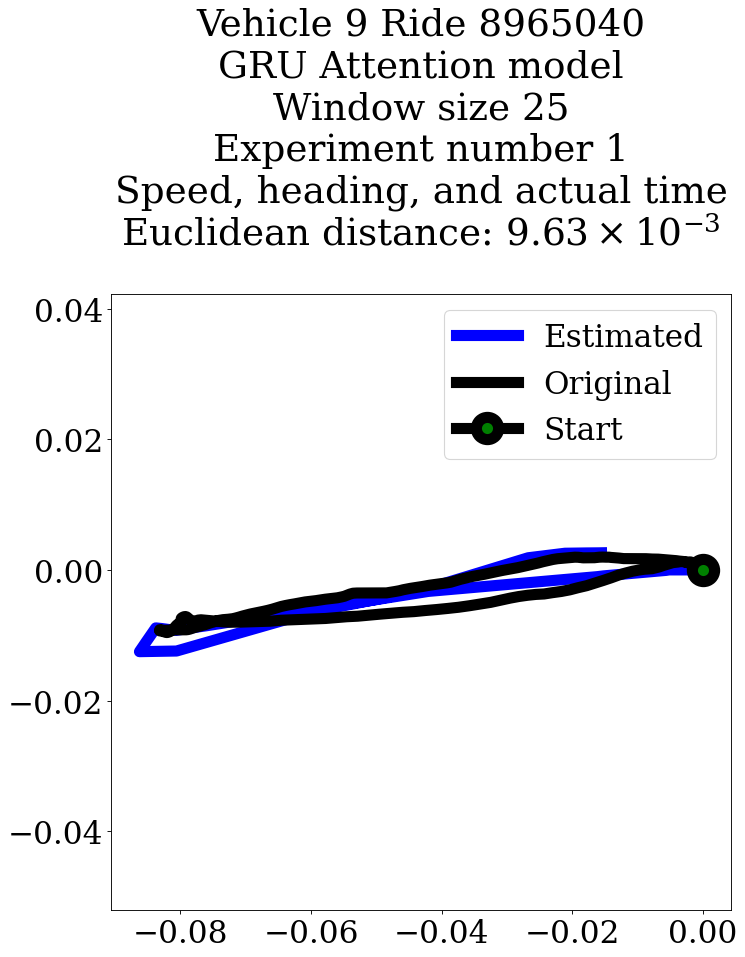 Vehicle 9 Ride 8965040
GRU Attention model
Window size 25
Experiment number 1
Speed, heading, and actual time
Euclidean distance: 9.63 × 10⁻³
0.04
0.02
0.00
−0.02
−0.04
Estimated
Original
Start
−0.08 −0.06 −0.04 −0.02 0.00